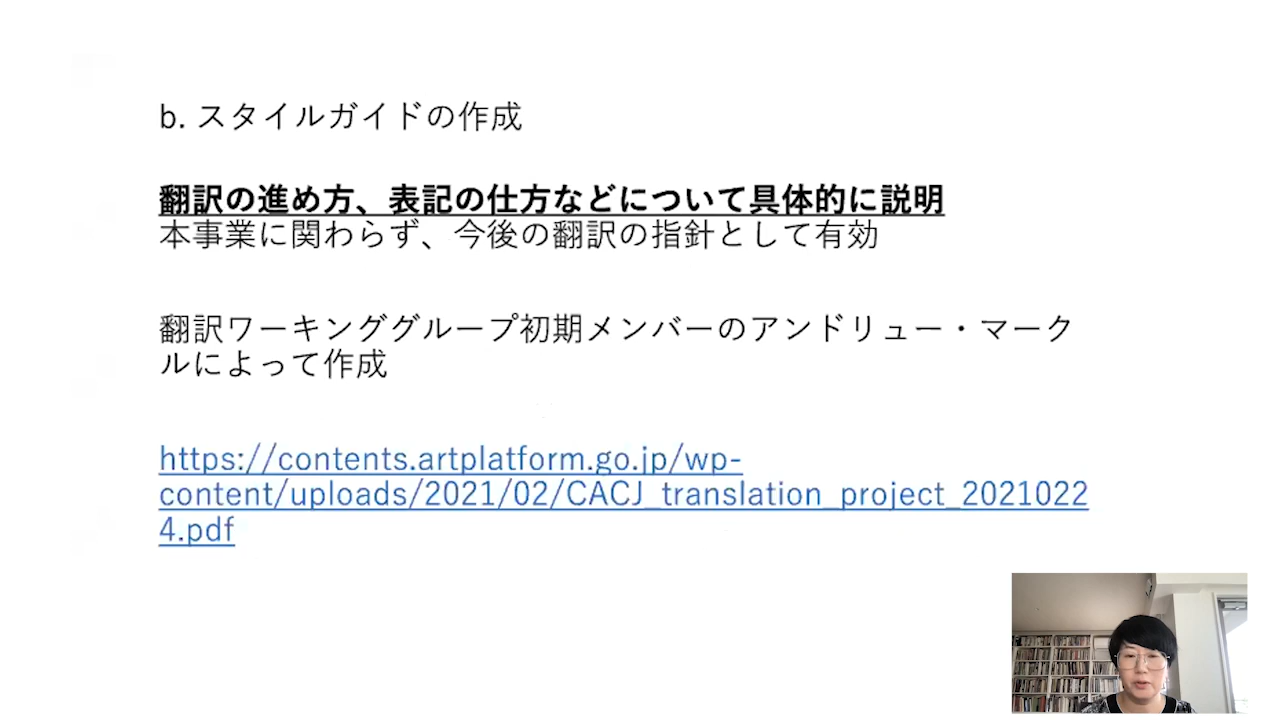 b. スタイルガイドの作成
翻訳の進め方、表記の仕方などについて具体的に説明
本事業に関わらず、今後の翻訳の指針として有効
翻訳ワーキンググループ初期メンバーのアンドリュー・マーク
ルによって作成
https://contents.artplatform.go.jp/wp-
content/uploads/2021/02/CACJ_translation_project_2021022
4.pdf